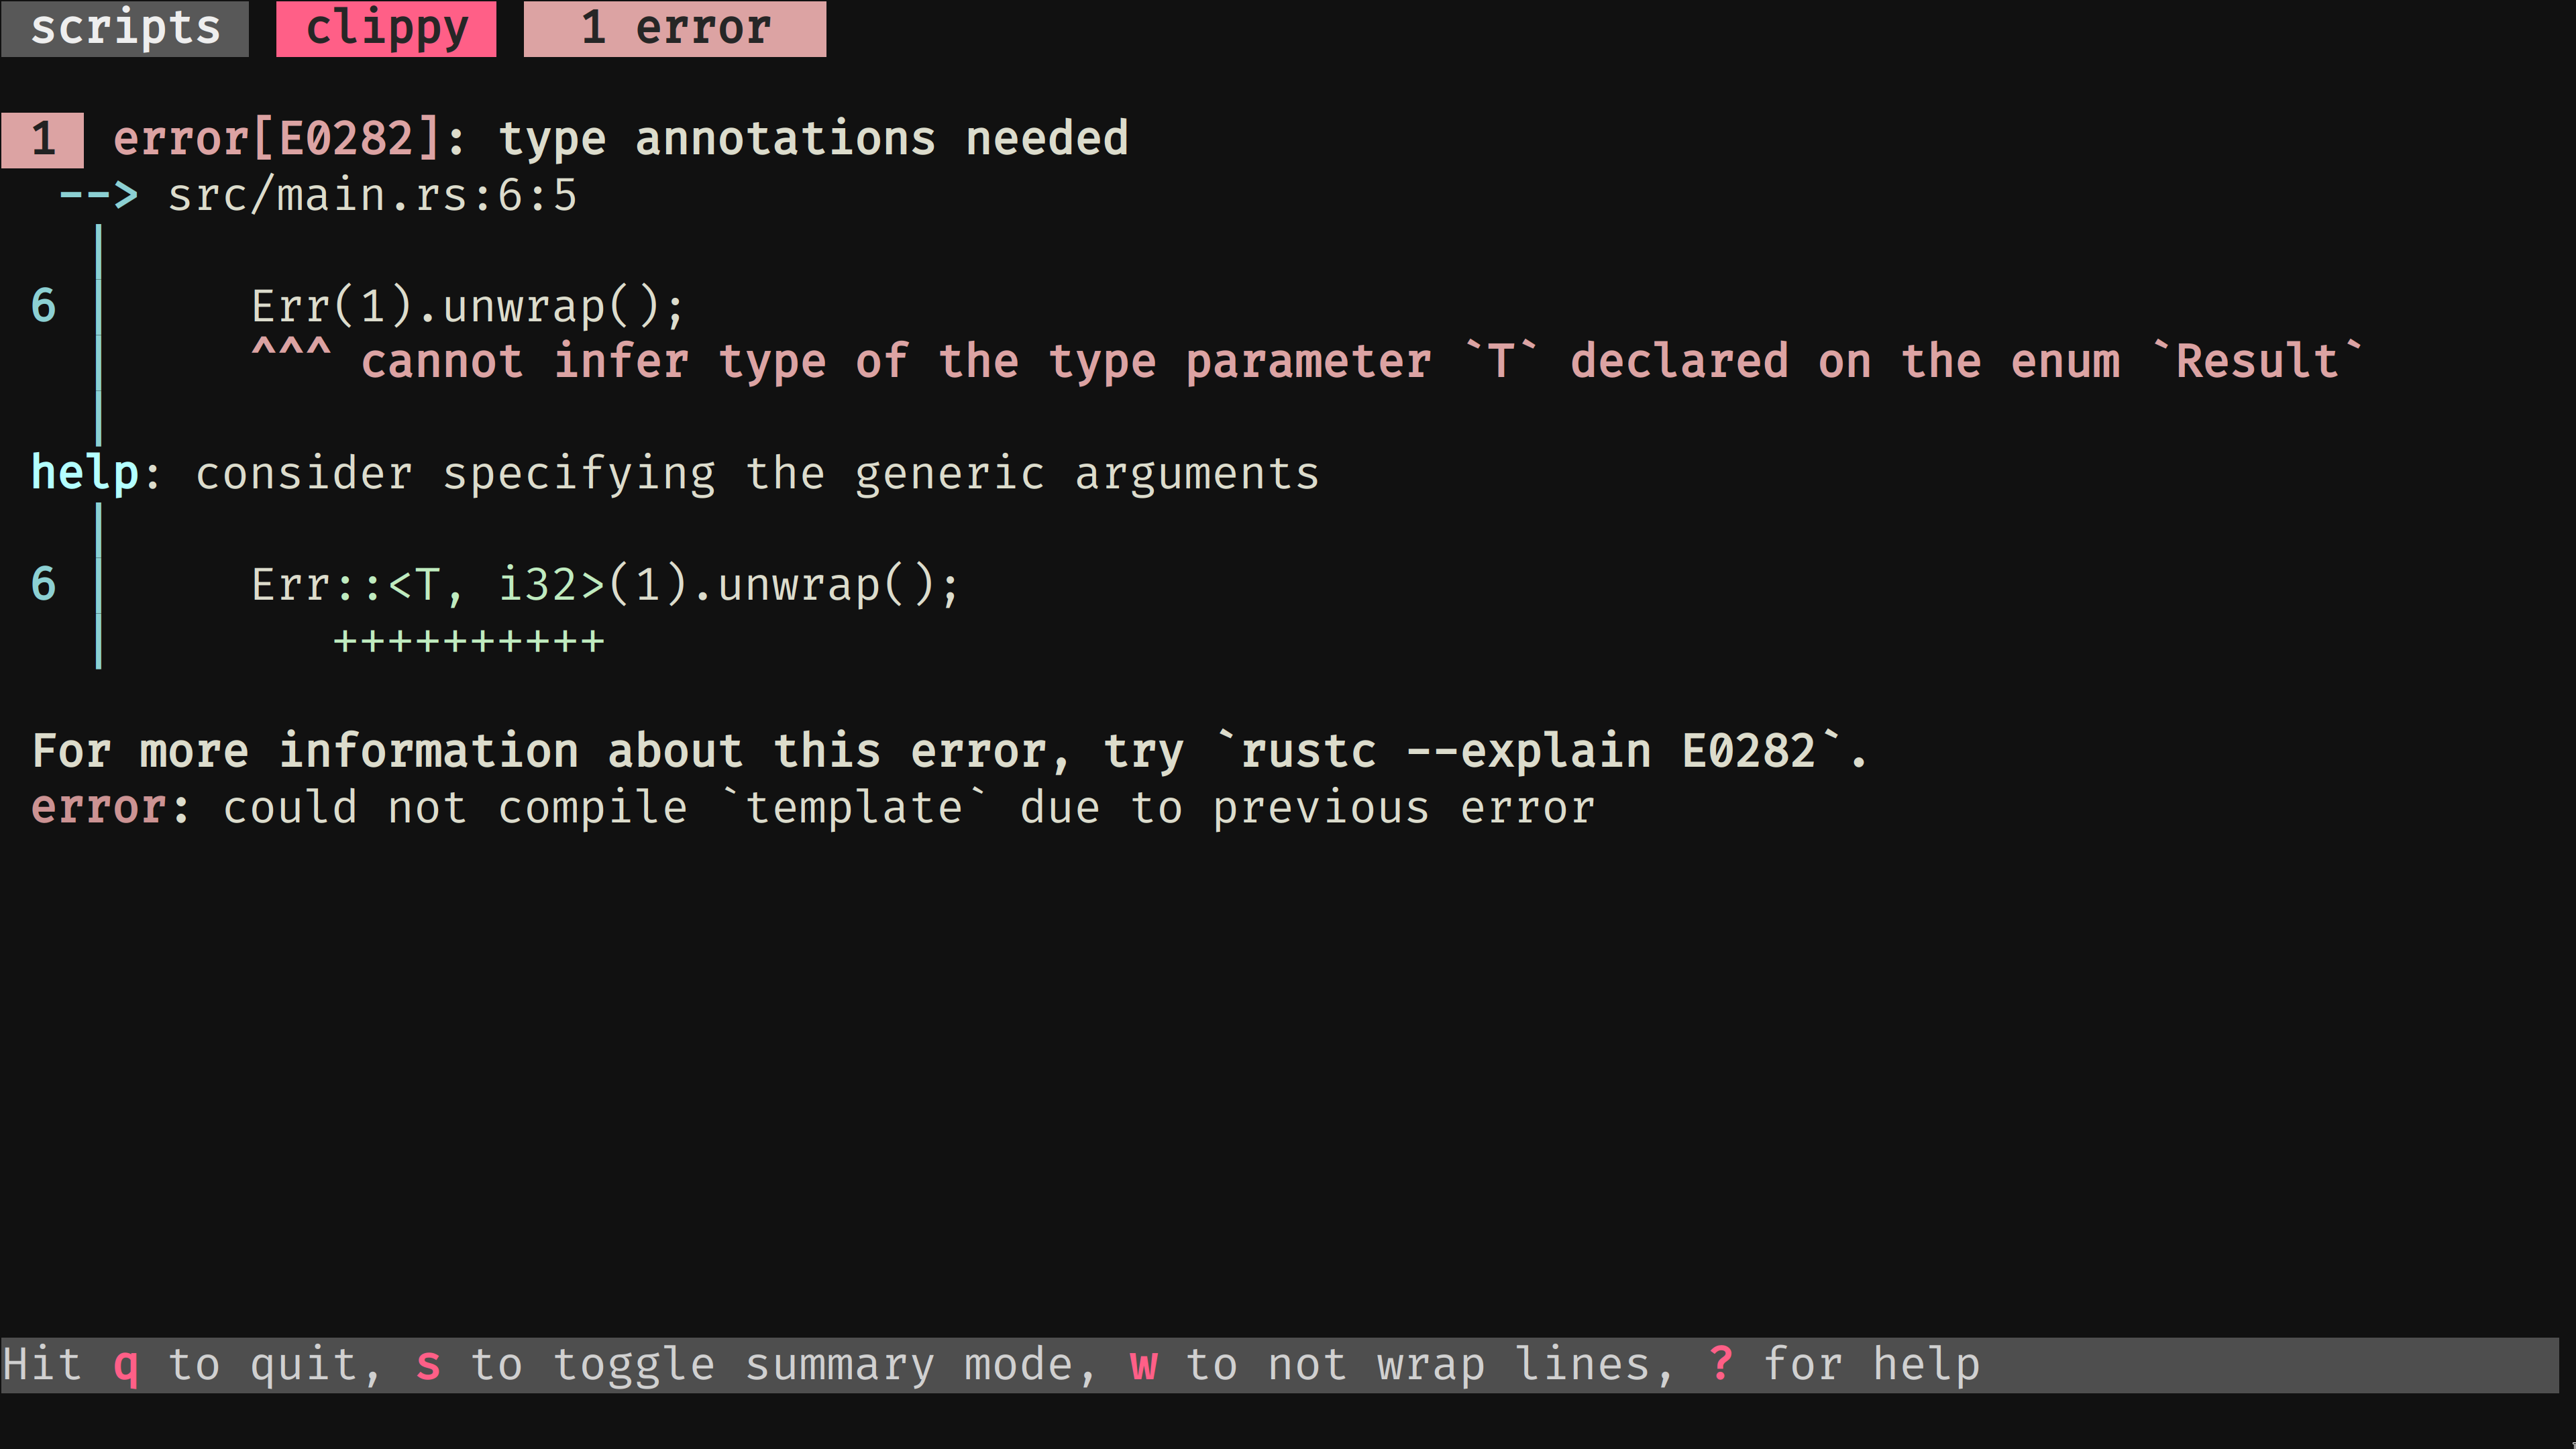 scripts clippy 1 error
1 error[E0282]: type annotations needed
--> src/main.rs:6:5
|
6 | Err(1).unwrap();
| ^^^ cannot infer type of the type parameter `T` declared on the enum `Result`
|
help: consider specifying the generic arguments
|
6 | Err::<T, i32>(1).unwrap();
| ++++++++++
For more information about this error, try `rustc --explain E0282`.
error: could not compile `template` due to previous error
Hit q to quit, s to toggle summary mode, w to not wrap lines, ? for help